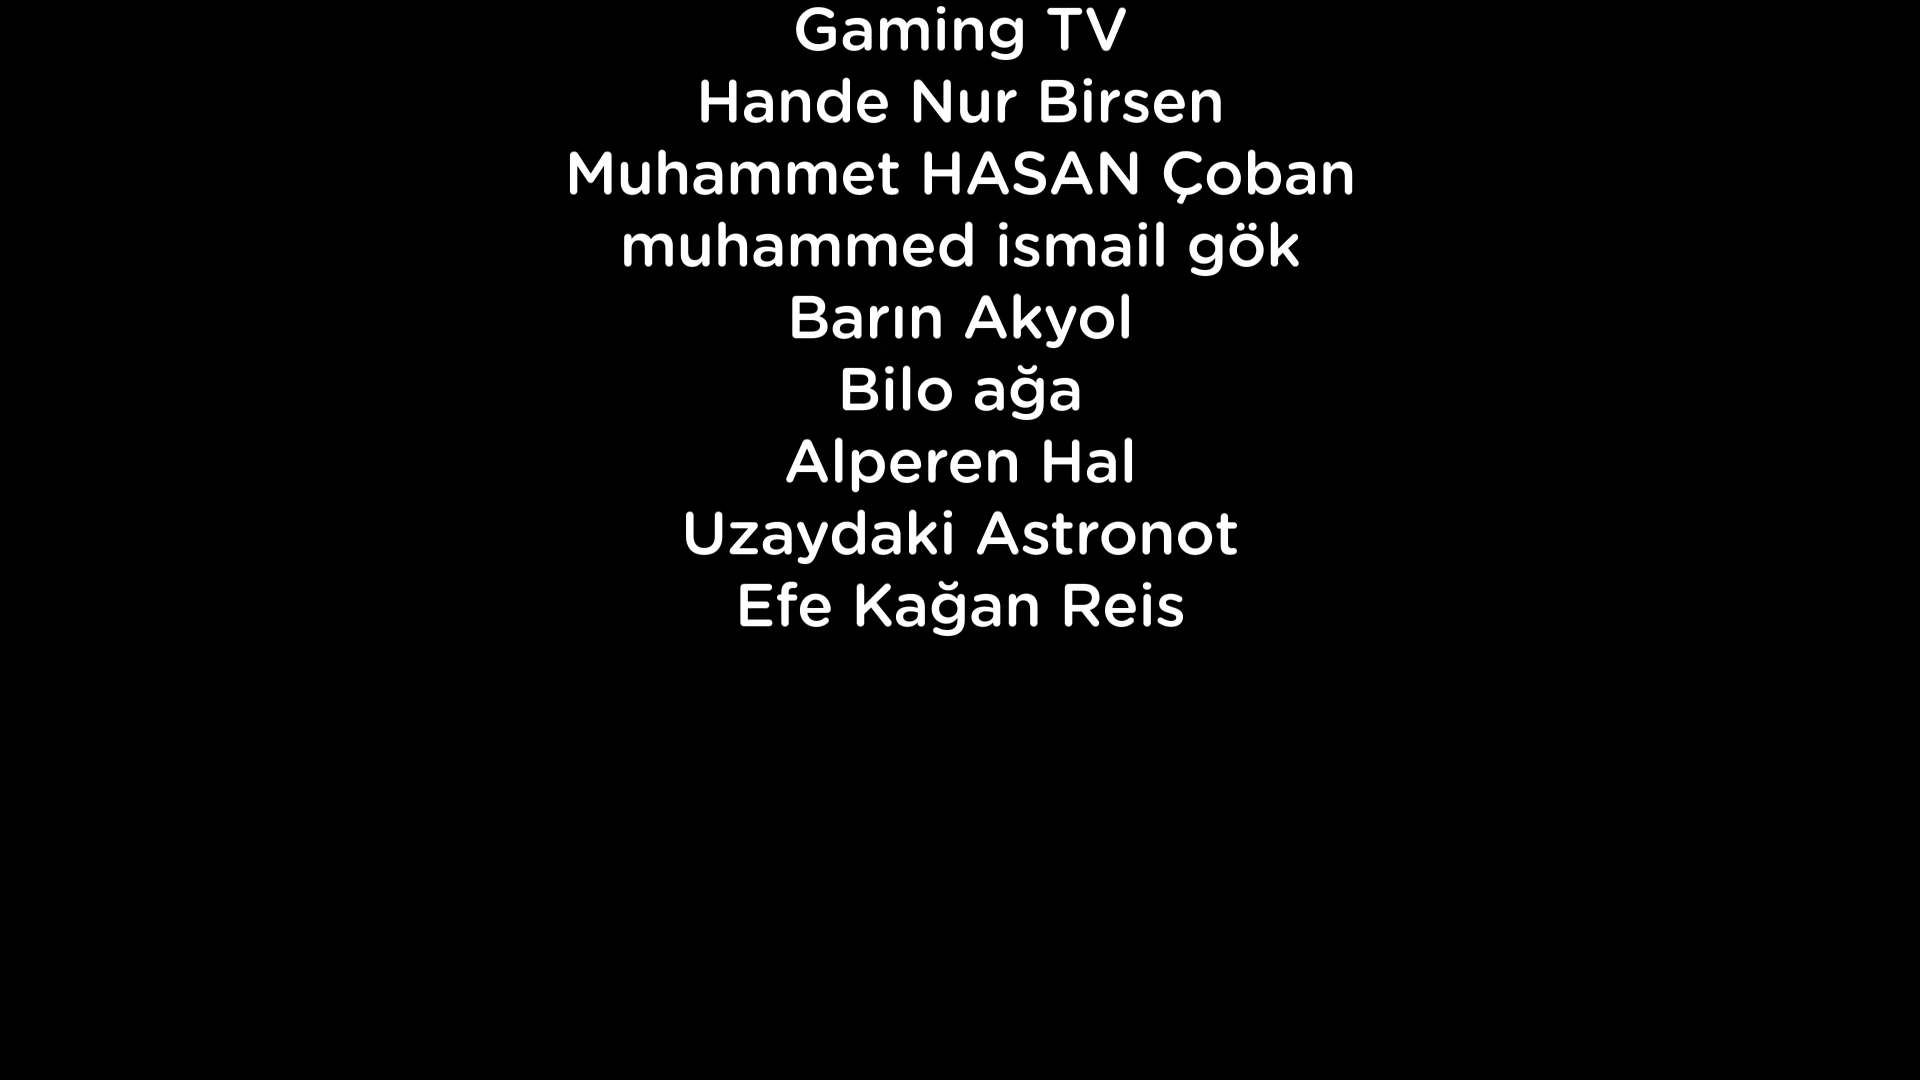 Gaming TV
Hande Nur Birsen
Muhammet HASAN Çoban
muhammed ismail gök
Barın Akyol
Bilo ağa
Alperen Hal
Uzaydaki Astronot
Efe Kağan Reis